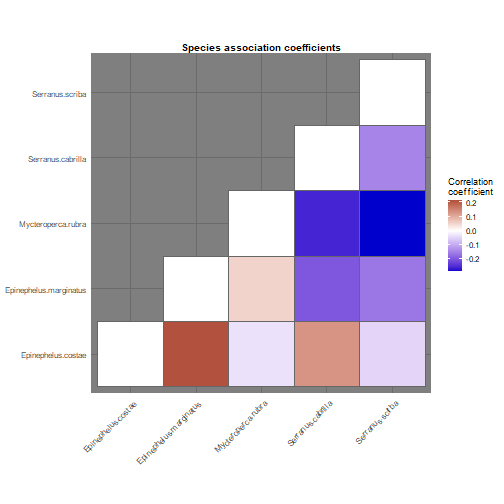 Species association coefficients
Serranus.scriba
Serranus.cabrilla
Mycteroperca.rubra
Epinephelus.marginatus
Epinephelus.costae
Epinephelus.costae
Epinephelus.marginatus
Mycteroperca.rubra
Serranus.cabrilla
Serranus.scriba
Correlation
coefficient
0.2
0.1
0.0
-0.1
-0.2